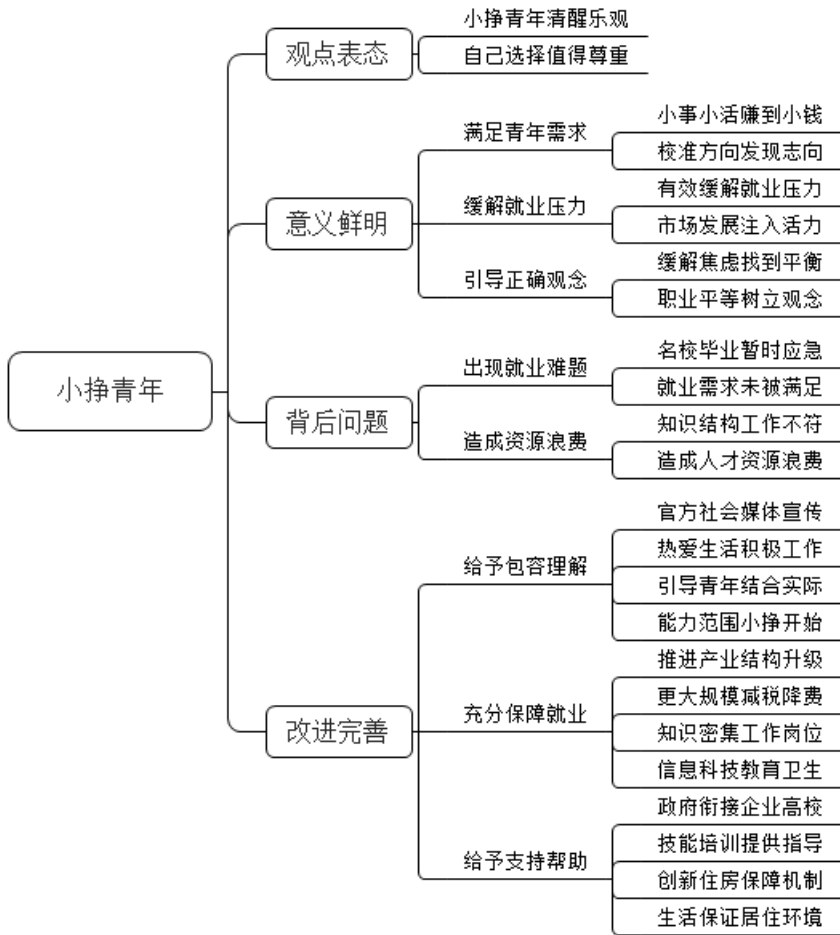 小挣青年
观点表态
小挣青年清醒乐观
自己选择值得尊重
意义鲜明
满足青年需求
小事小活赚到小钱
校准方向发现志向
缓解就业压力
有效缓解就业压力
市场发展注入活力
引导正确观念
缓解焦虑找到平衡
职业平等树立观念
背后问题
出现就业难题
名校毕业暂时应急
就业需求未被满足
造成资源浪费
知识结构工作不符
造成人才资源浪费
改进完善
给予包容理解
官方社会媒体宣传
热爱生活积极工作
引导青年结合实际
能力范围小挣开始
充分保障就业
推进产业结构升级
更大规模减税降费
知识密集工作岗位
信息科技教育卫生
给予支持帮助
政府衔接企业高校
技能培训提供指导
创新住房保障机制
生活保证居住环境